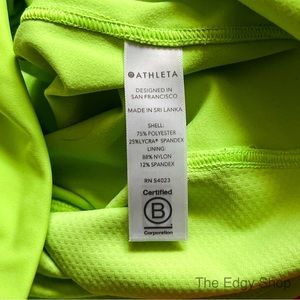 ATHLETA
DESIGNED IN
SAN FRANCISCO
MADE IN SRI LANKA
SHELL:
75% POLYESTER
25%LYCRA® SPANDEX
LINING:
88% NYLON
12% SPANDEX
RN 54023
Certified
B
Corporation
The Edgy Shop